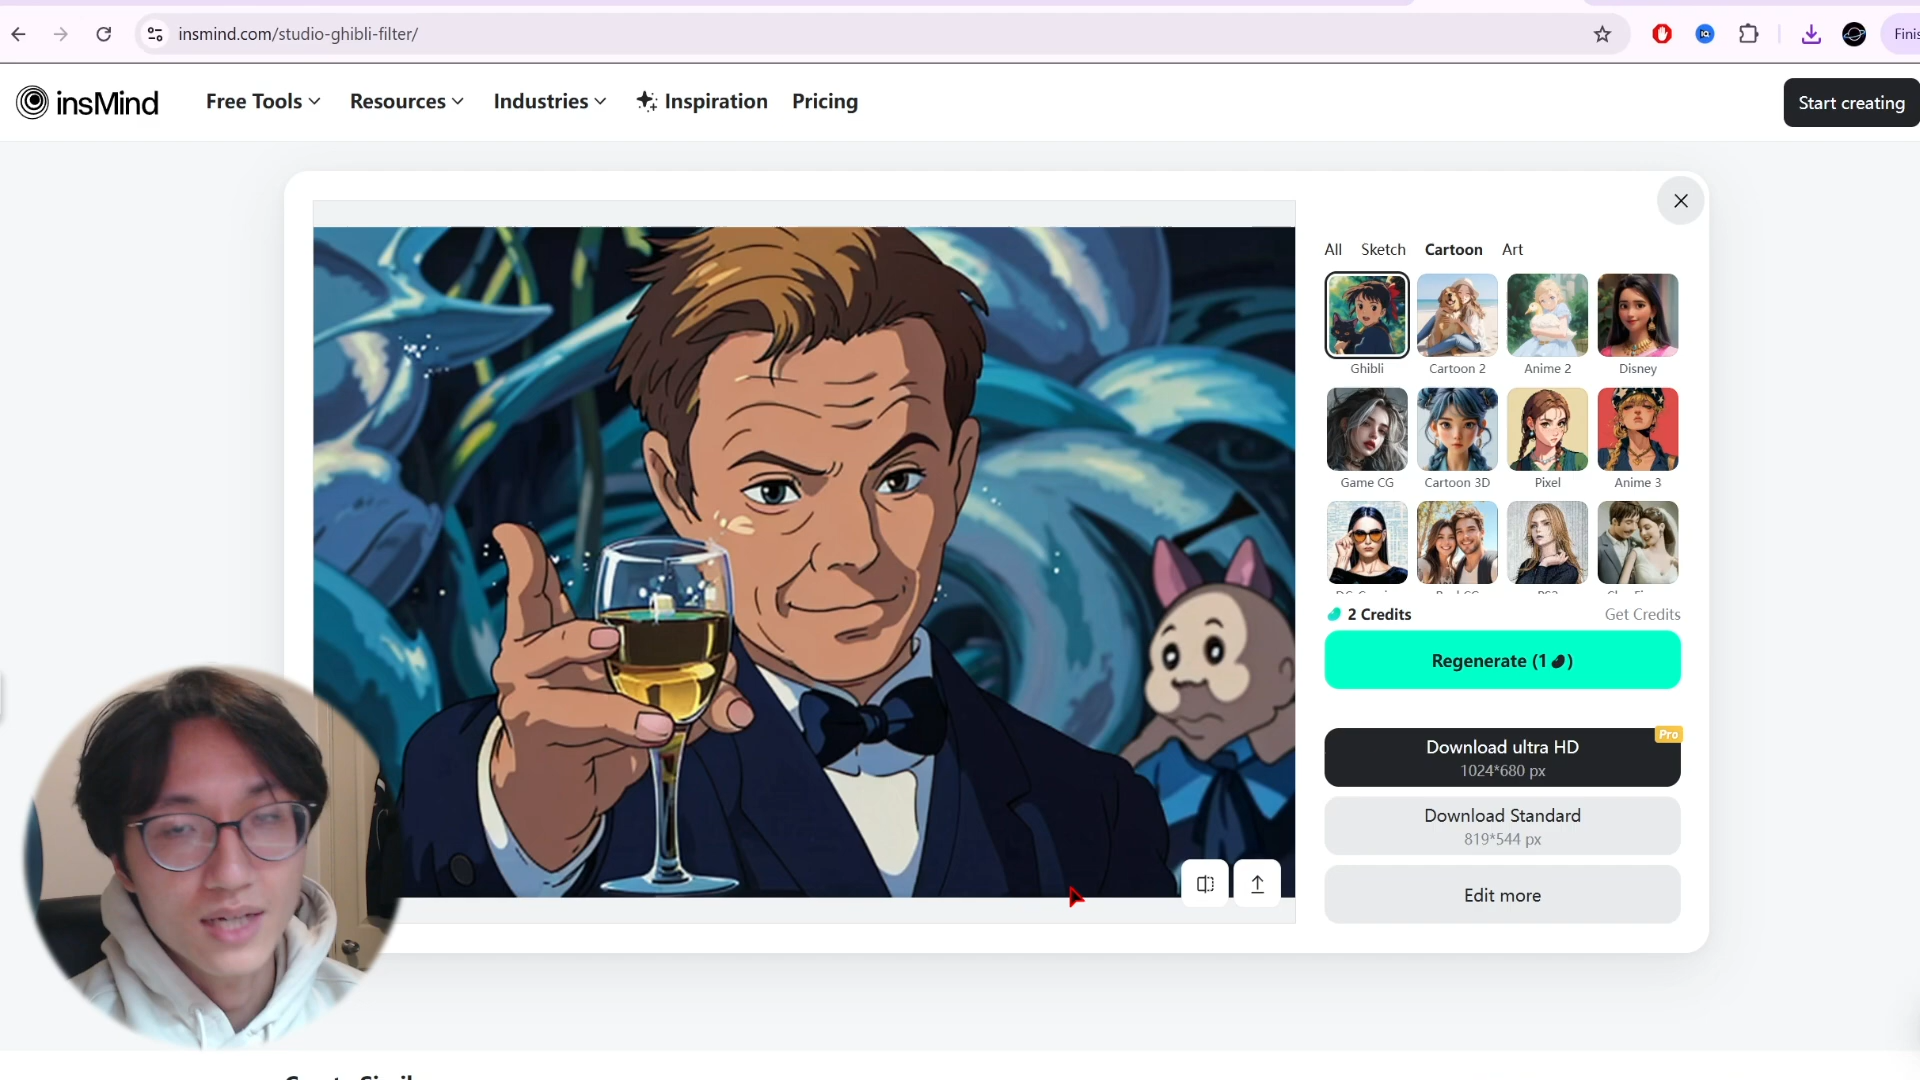 insmind.com/studio-ghibli-filter/
Finis
insMind
Free Tools
Resources
Industries
Inspiration
Pricing
Start creating
All Sketch Cartoon Art
Ghibli Cartoon 2 Anime 2 Disney
Game CG Cartoon 3D Pixel Anime 3
2 Credits
Get Credits
Regenerate (1 )
Pro
Download ultra HD
1024*680 px
Download Standard
819*544 px
Edit more